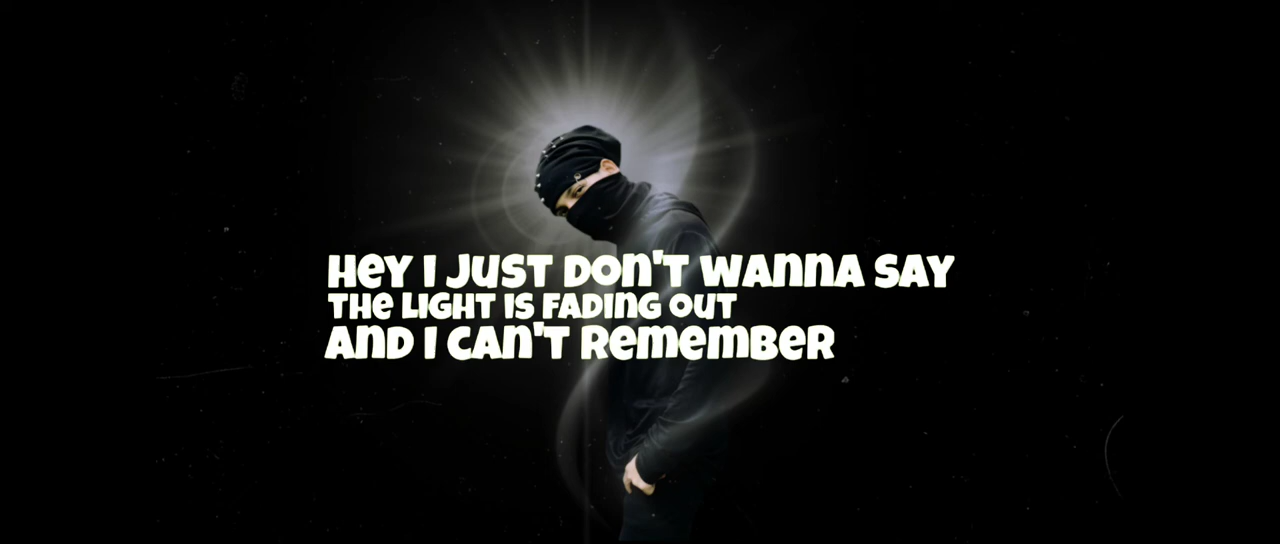 Hey I Just Don't Wanna Say
The Light Is Fading Out
And I Can't Remember